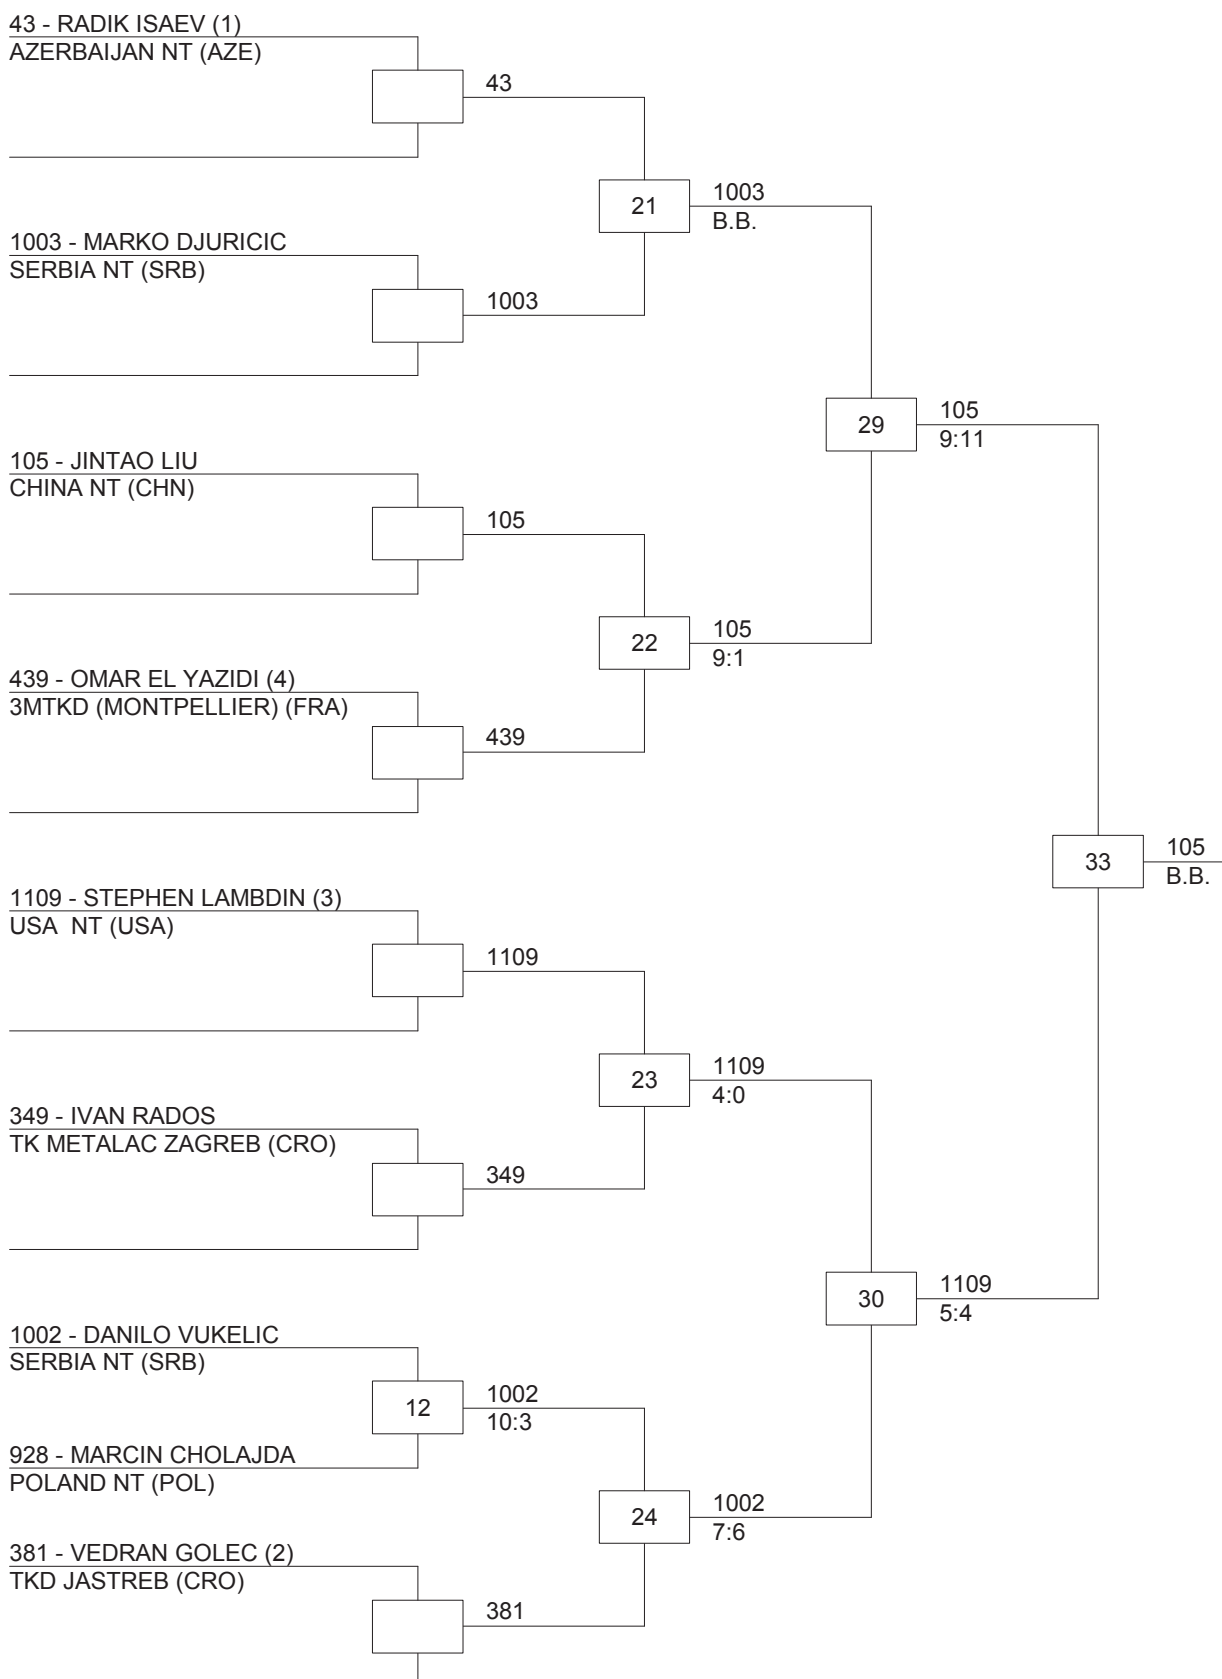 43 - RADIK ISAEV (1)
AZERBAIJAN NT (AZE)
43
21
1003
B.B.
1003 - MARKO DJURICIC
SERBIA NT (SRB)
1003
29
105
9:11
105 - JINTAO LIU
CHINA NT (CHN)
105
22
105
9:1
439 - OMAR EL YAZIDI (4)
3MTKD (MONTPELLIER) (FRA)
439
33
105
B.B.
1109 - STEPHEN LAMBDIN (3)
USA  NT (USA)
1109
23
1109
4:0
349 - IVAN RADOS
TK METALAC ZAGREB (CRO)
349
30
1109
5:4
1002 - DANILO VUKELIC
SERBIA NT (SRB)
12
1002
10:3
928 - MARCIN CHOLAJDA
POLAND NT (POL)
24
1002
7:6
381 - VEDRAN GOLEC (2)
TKD JASTREB (CRO)
381